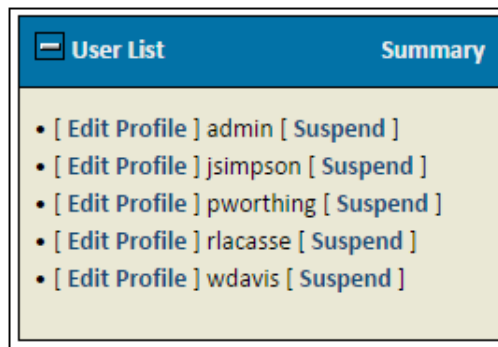 User List Summary
• [ Edit Profile ] admin [ Suspend ]
• [ Edit Profile ] jsimpson [ Suspend ]
• [ Edit Profile ] pworthing [ Suspend ]
• [ Edit Profile ] rlacasse [ Suspend ]
• [ Edit Profile ] wdavis [ Suspend ]